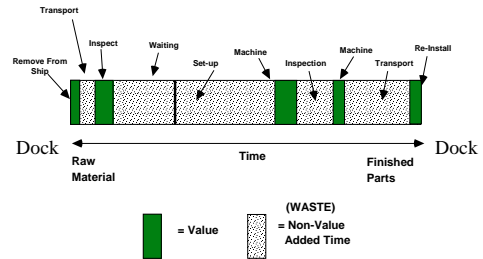 Transport
Inspect
Waiting
Set-up
Machine
Inspection
Machine
Transport
Re-Install
Remove From
Ship
Dock
Time
Dock
Raw
Material
Finished
Parts
= Value
(WASTE)
= Non-Value
Added Time